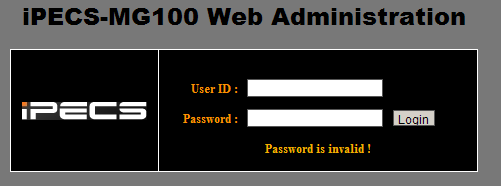 iPECS-MG100 Web Administration
iPECS
User ID :
Password :
Login
Password is invalid !